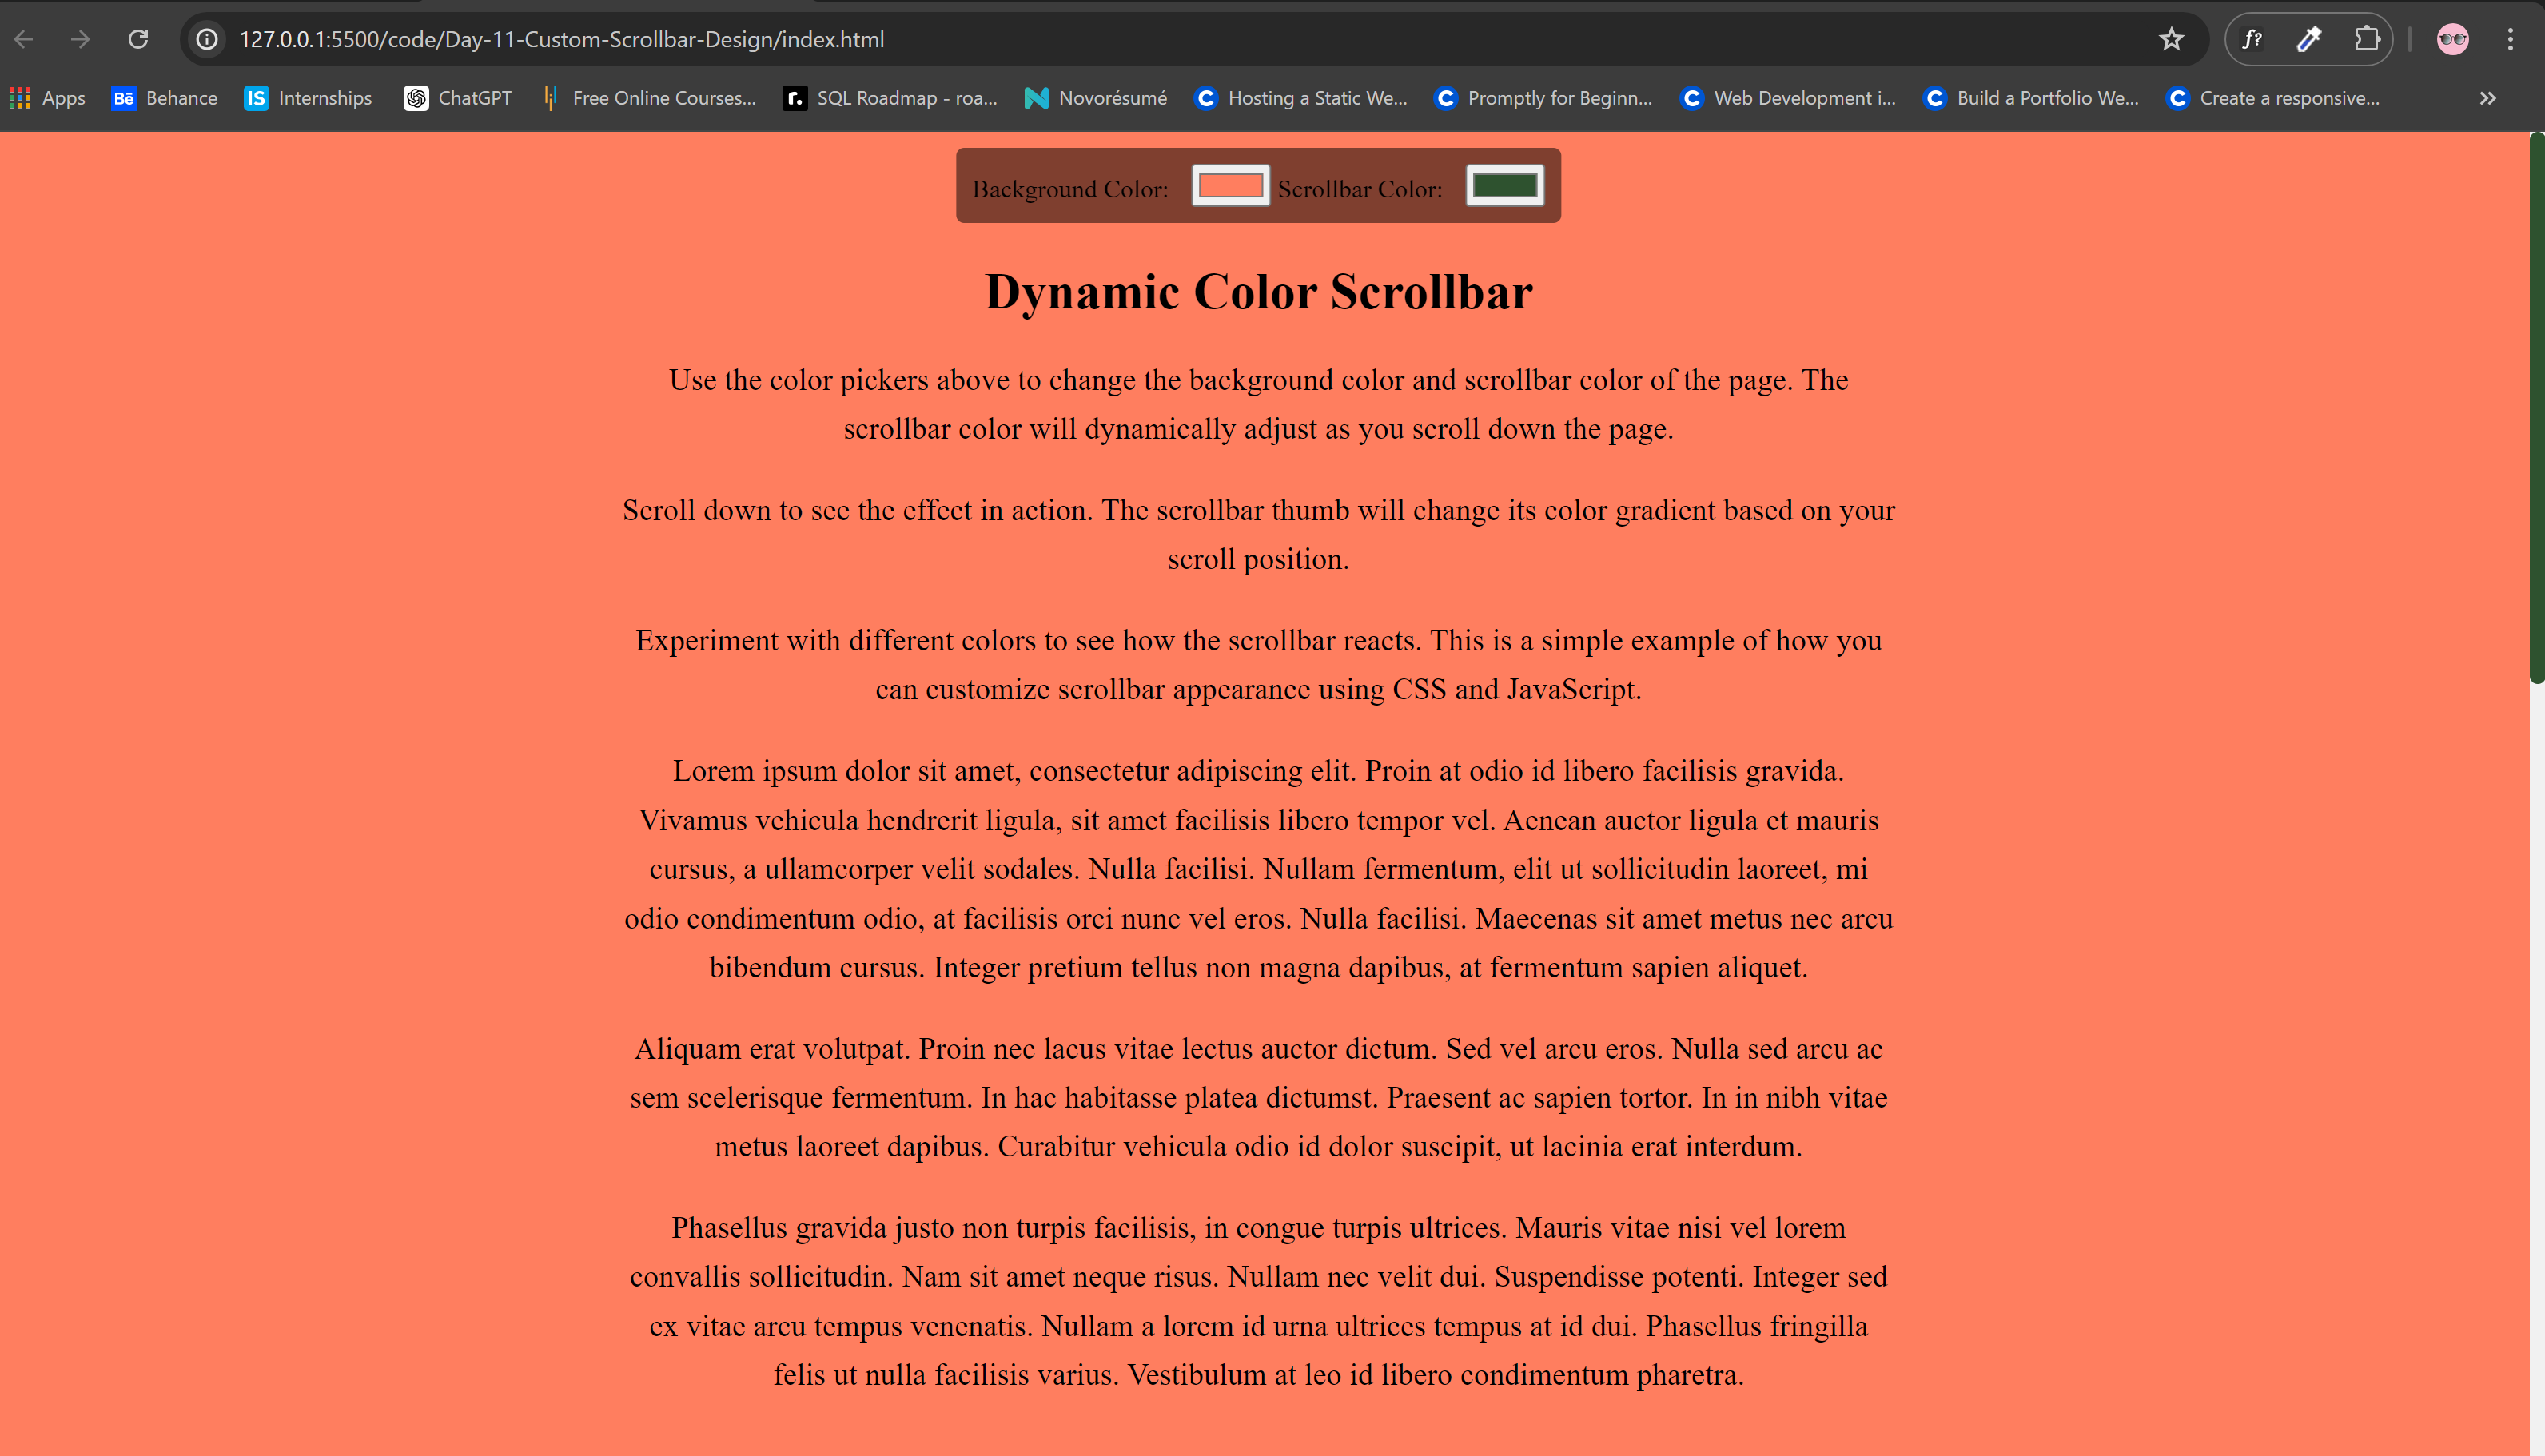 127.0.0.1:5500/code/Day-11-Custom-Scrollbar-Design/index.html
f?
Apps
Bē Behance
IS Internships
ChatGPT
Free Online Courses...
r. SQL Roadmap - roa...
Novorésumé
C Hosting a Static We...
C Promptly for Beginn...
C Web Development i...
C Build a Portfolio We...
C Create a responsive...
Background Color:
Scrollbar Color:
Dynamic Color Scrollbar
Use the color pickers above to change the background color and scrollbar color of the page. The
scrollbar color will dynamically adjust as you scroll down the page.
Scroll down to see the effect in action. The scrollbar thumb will change its color gradient based on your
scroll position.
Experiment with different colors to see how the scrollbar reacts. This is a simple example of how you
can customize scrollbar appearance using CSS and JavaScript.
Lorem ipsum dolor sit amet, consectetur adipiscing elit. Proin at odio id libero facilisis gravida.
Vivamus vehicula hendrerit ligula, sit amet facilisis libero tempor vel. Aenean auctor ligula et mauris
cursus, a ullamcorper velit sodales. Nulla facilisi. Nullam fermentum, elit ut sollicitudin laoreet, mi
odio condimentum odio, at facilisis orci nunc vel eros. Nulla facilisi. Maecenas sit amet metus nec arcu
bibendum cursus. Integer pretium tellus non magna dapibus, at fermentum sapien aliquet.
Aliquam erat volutpat. Proin nec lacus vitae lectus auctor dictum. Sed vel arcu eros. Nulla sed arcu ac
sem scelerisque fermentum. In hac habitasse platea dictumst. Praesent ac sapien tortor. In in nibh vitae
metus laoreet dapibus. Curabitur vehicula odio id dolor suscipit, ut lacinia erat interdum.
Phasellus gravida justo non turpis facilisis, in congue turpis ultrices. Mauris vitae nisi vel lorem
convallis sollicitudin. Nam sit amet neque risus. Nullam nec velit dui. Suspendisse potenti. Integer sed
ex vitae arcu tempus venenatis. Nullam a lorem id urna ultrices tempus at id dui. Phasellus fringilla
felis ut nulla facilisis varius. Vestibulum at leo id libero condimentum pharetra.